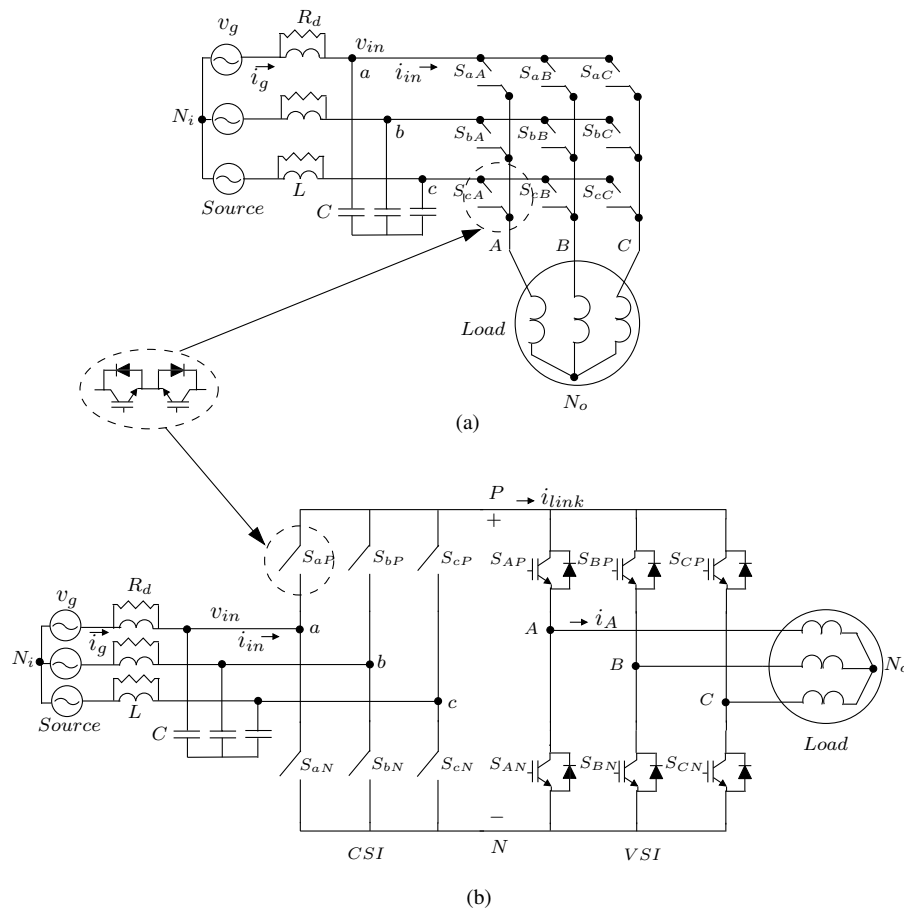 R_d
v_g
v_in
i_g
a
i_in
S_aA
S_aB
S_aC
N_i
b
S_bA
S_bB
S_bC
L
c
S_cA
S_cB
S_cC
Source
C
A
B
C
Load
N_o
(a)
P
i_link
+
S_aP
S_bP
S_cP
S_AP
S_BP
S_CP
R_d
v_g
v_in
i_g
i_in
a
A
i_A
N_i
b
B
N_o
L
c
C
Source
C
Load
S_aN
S_bN
S_cN
S_AN
S_BN
S_CN
−
CSI
N
VSI
(b)